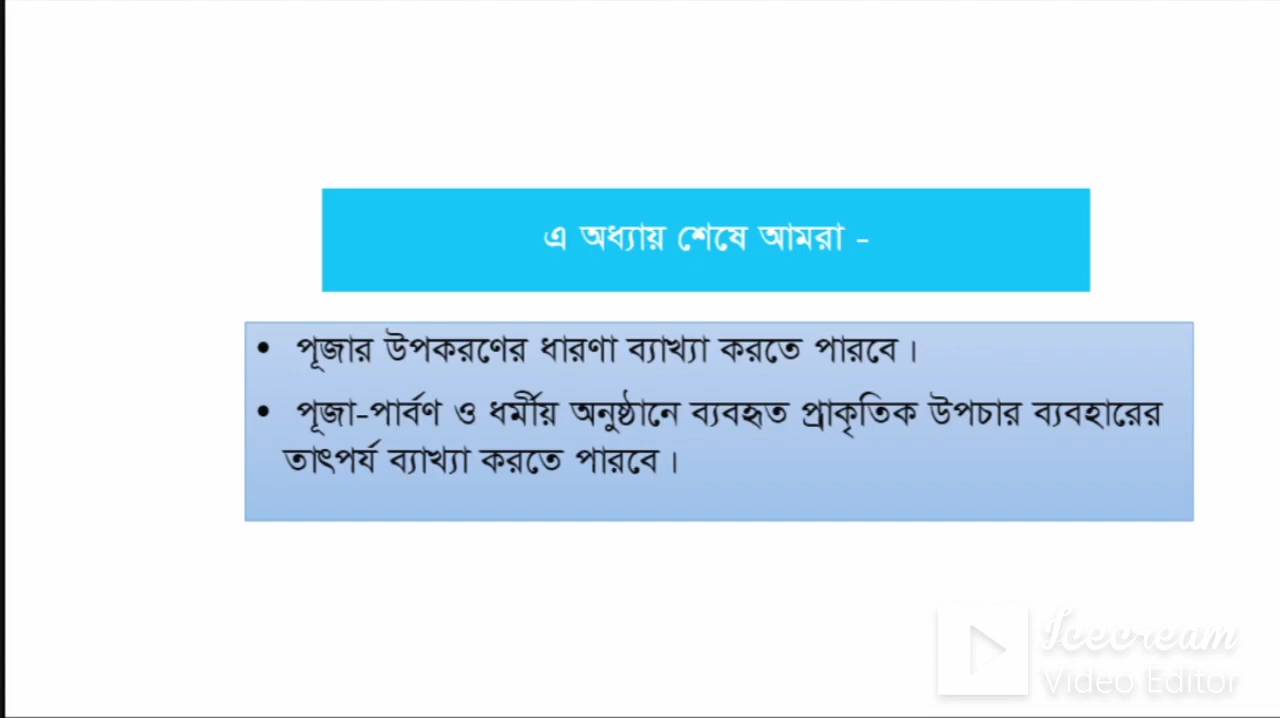 এ অধ্যায় শেষে আমরা -
• পূজার উপকরণের ধারণা ব্যাখ্যা করতে পারবে।
• পূজা-পার্বণ ও ধর্মীয় অনুষ্ঠানে ব্যবহৃত প্রাকৃতিক উপচার ব্যবহারের
তাৎপর্য ব্যাখ্যা করতে পারবে।
Icecream
Video Editor